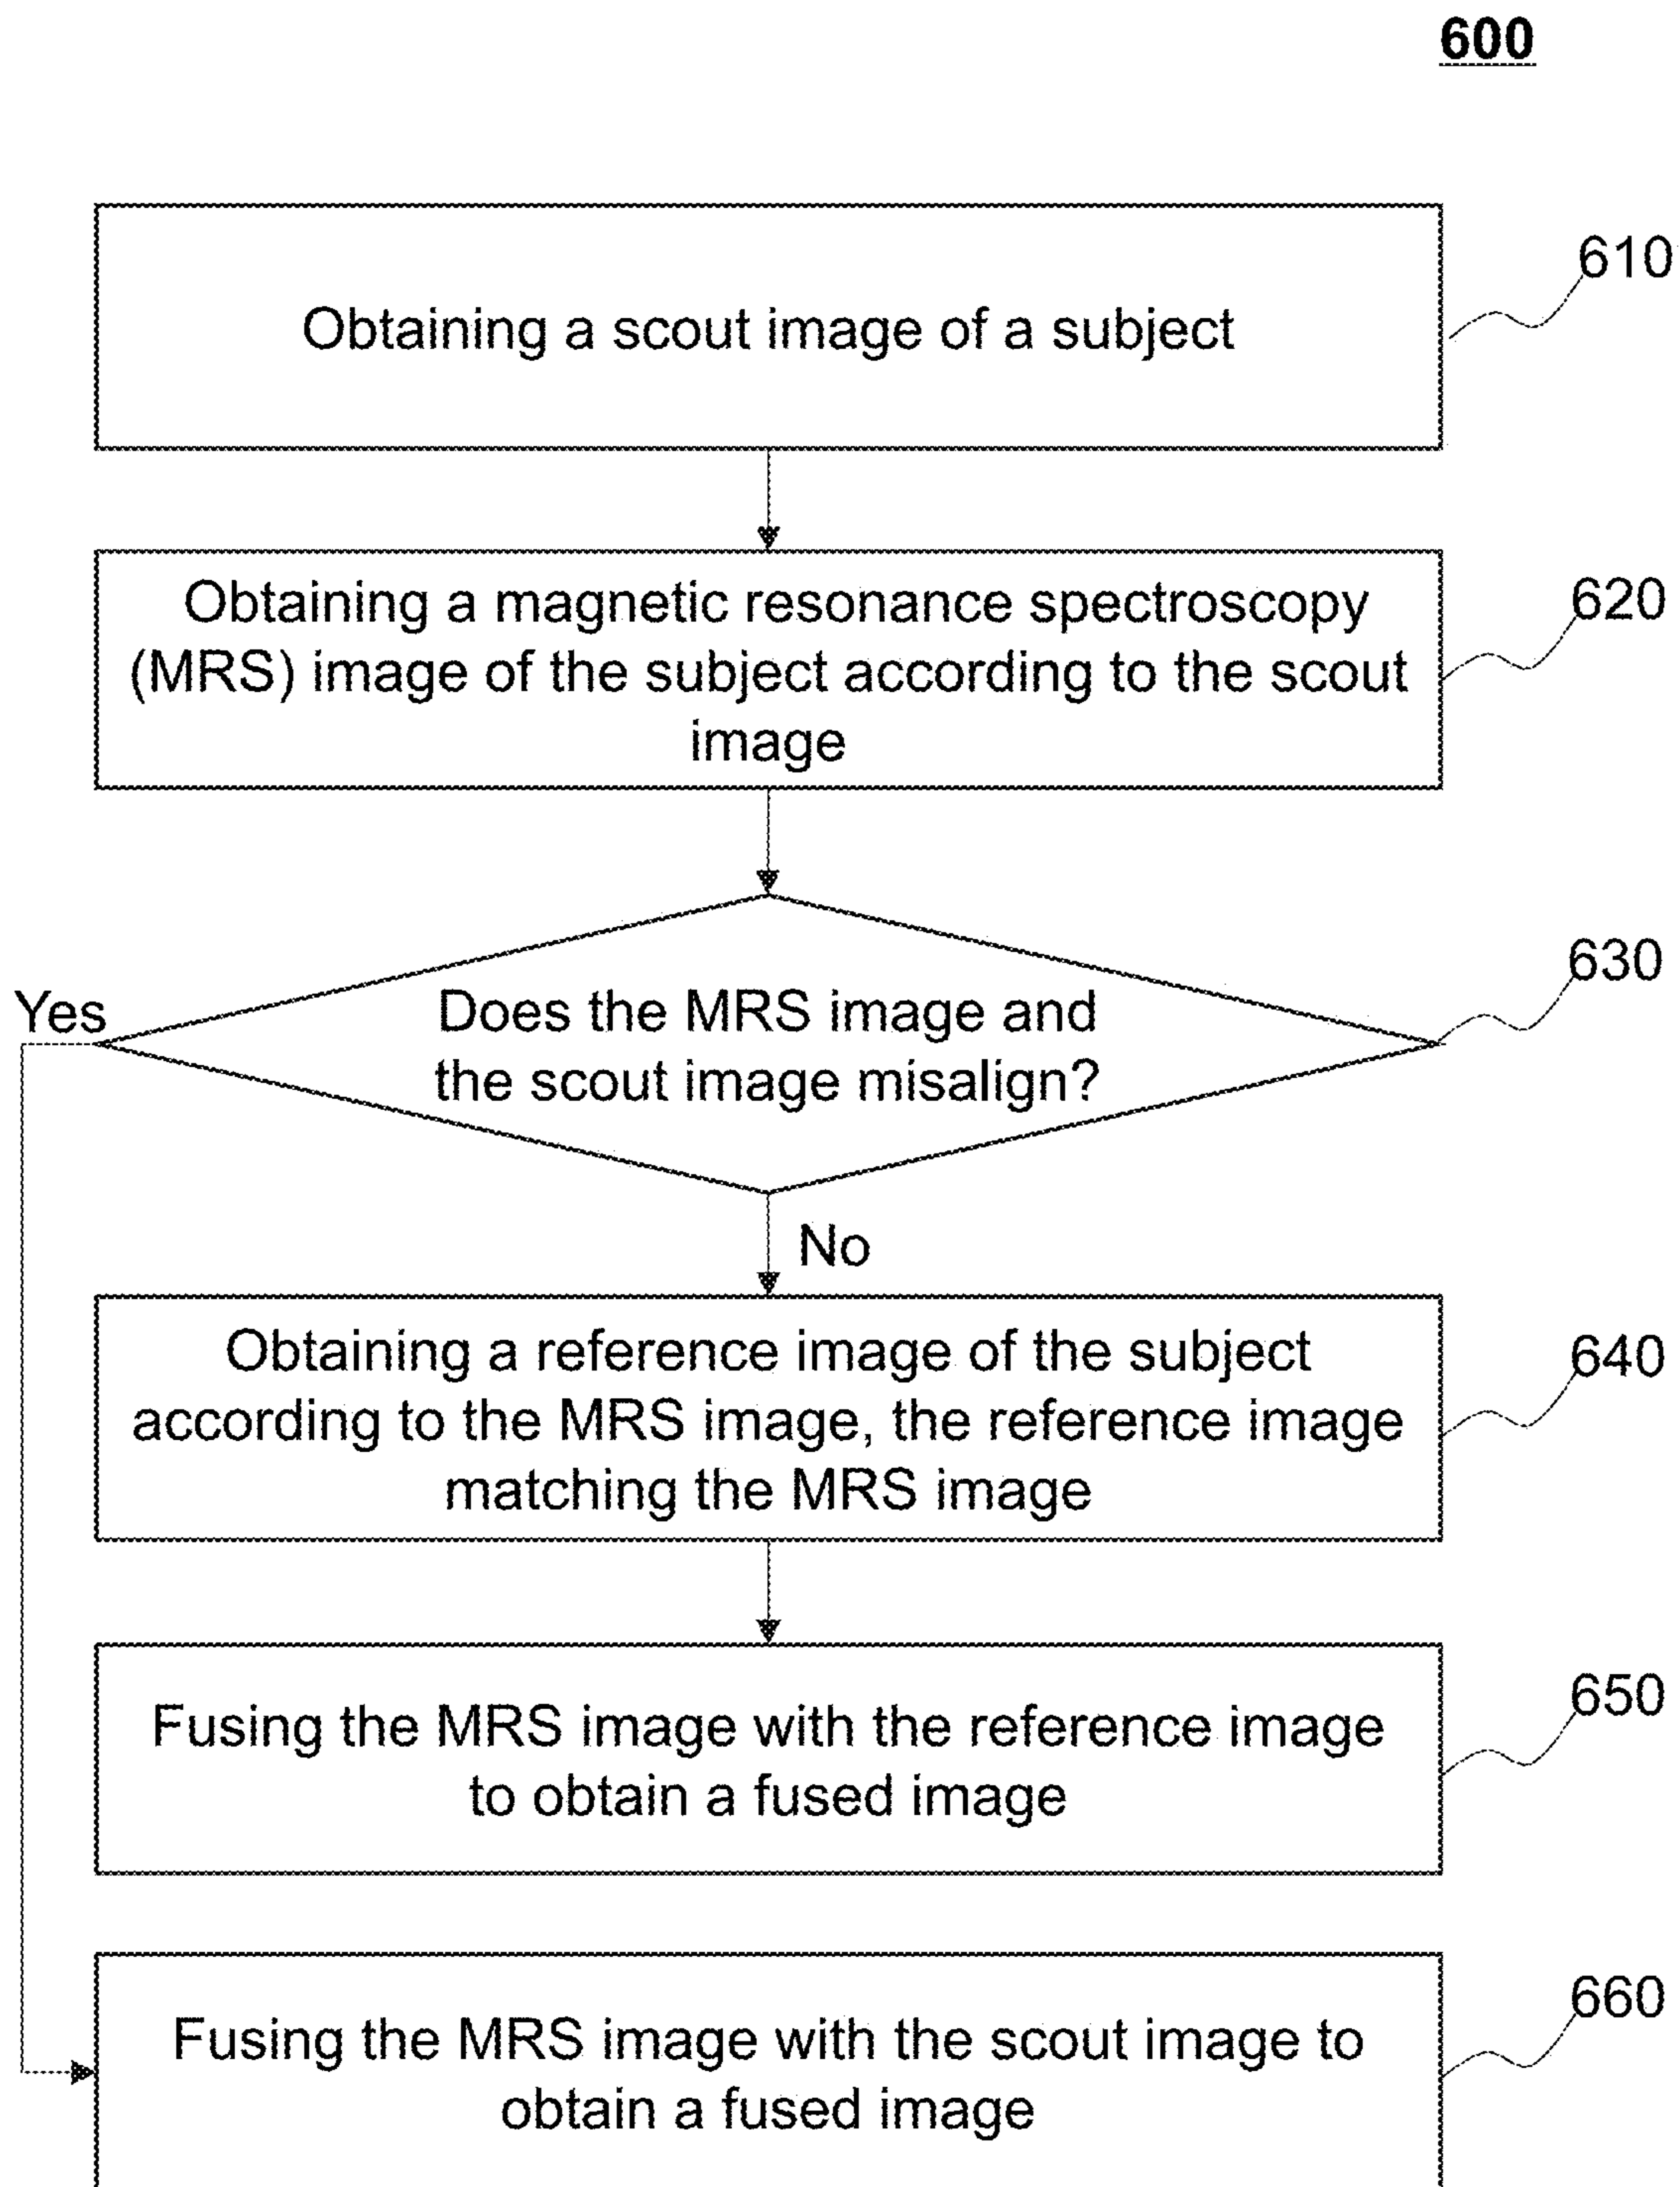 600
Obtaining a scout image of a subject
610
Obtaining a magnetic resonance spectroscopy
(MRS) image of the subject according to the scout
image
620
Does the MRS image and
the scout image misalign?
630
Yes
No
Obtaining a reference image of the subject
according to the MRS image, the reference image
matching the MRS image
640
Fusing the MRS image with the reference image
to obtain a fused image
650
Fusing the MRS image with the scout image to
obtain a fused image
660